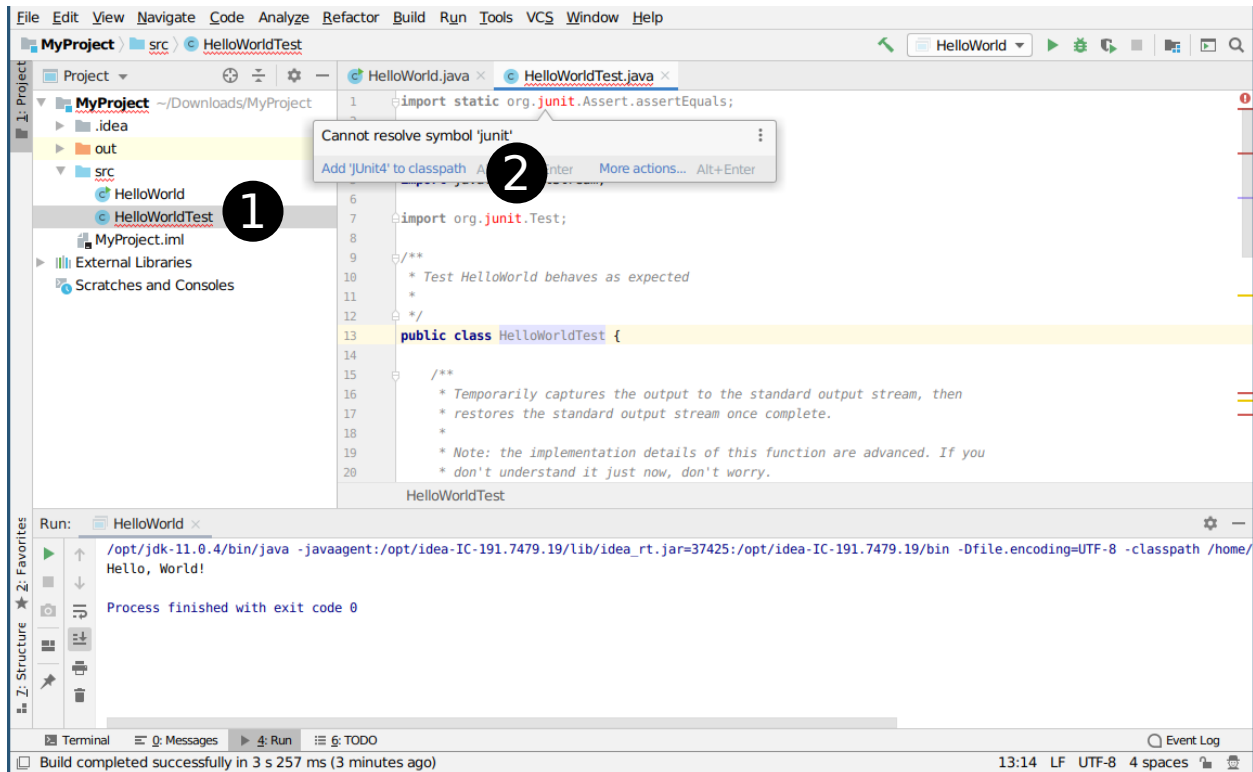 File Edit View Navigate Code Analyze Refactor Build Run Tools VCS Window Help
MyProject src HelloWorldTest HelloWorld
1: Project
Project
HelloWorld.java HelloWorldTest.java
MyProject ~/Downloads/MyProject
.idea
out
src
HelloWorld
HelloWorldTest
MyProject.iml
External Libraries
Scratches and Consoles
1
2
1 import static org.junit.Assert.assertEquals;
Cannot resolve symbol 'junit'
Add 'JUnit4' to classpath More actions... Alt+Enter
6
7 import org.junit.Test;
8
9 /**
10 * Test HelloWorld behaves as expected
11 *
12 */
13 public class HelloWorldTest {
14
15 /**
16 * Temporarily captures the output to the standard output stream, then
17 * restores the standard output stream once complete.
18 *
19 * Note: the implementation details of this function are advanced. If you
20 * don't understand it just now, don't worry.
HelloWorldTest
Run: HelloWorld
2: Favorites
Z: Structure
/opt/jdk-11.0.4/bin/java -javaagent:/opt/idea-IC-191.7479.19/lib/idea_rt.jar=37425:/opt/idea-IC-191.7479.19/bin -Dfile.encoding=UTF-8 -classpath /home/
Hello, World!
Process finished with exit code 0
Terminal 0: Messages 4: Run 6: TODO Event Log
Build completed successfully in 3 s 257 ms (3 minutes ago) 13:14 LF UTF-8 4 spaces